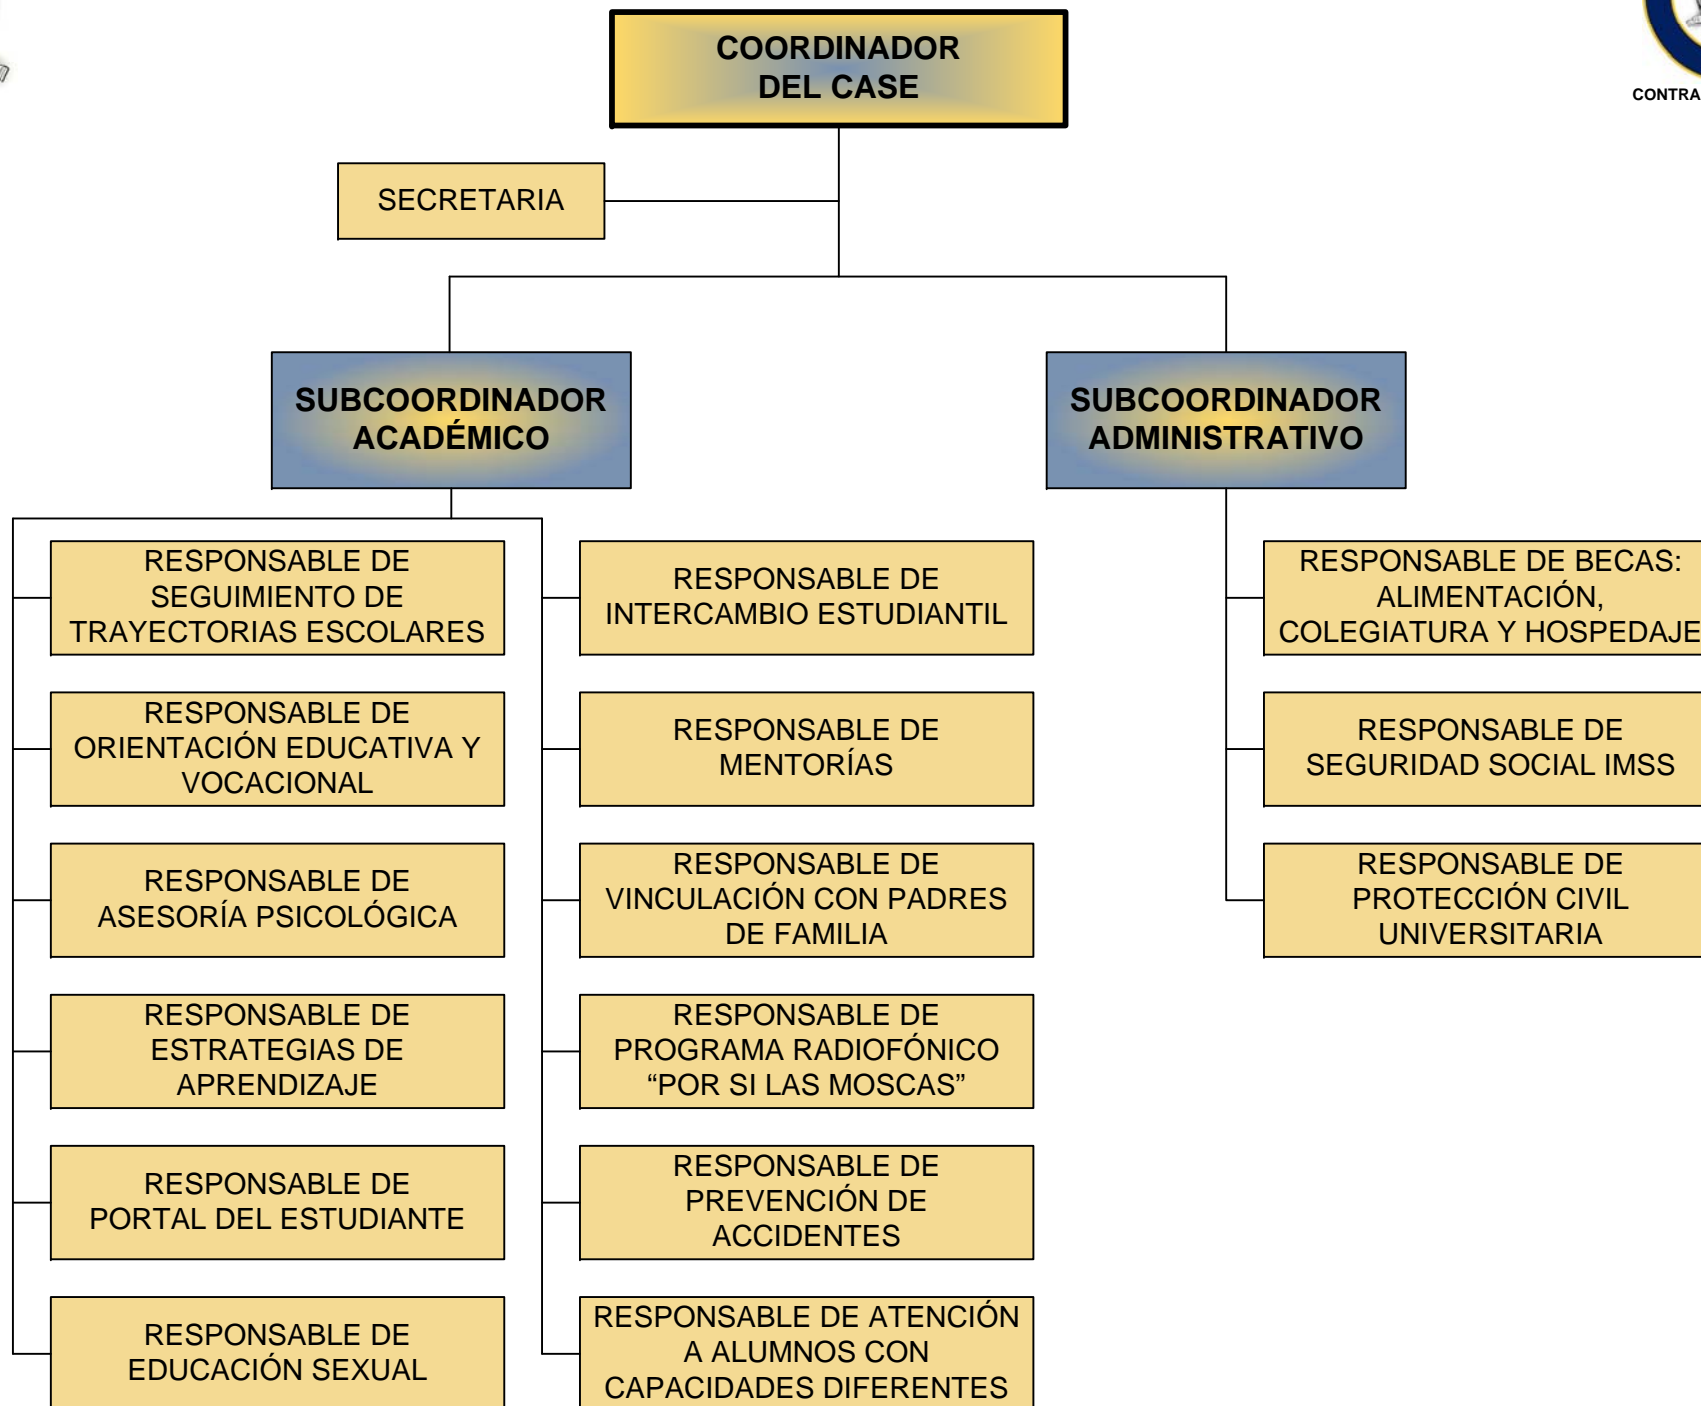 COORDINADOR
DEL CASE
CONTRA
SECRETARIA
SUBCOORDINADOR
ACADÉMICO
SUBCOORDINADOR
ADMINISTRATIVO
RESPONSABLE DE
SEGUIMIENTO DE
TRAYECTORIAS ESCOLARES
RESPONSABLE DE
ORIENTACIÓN EDUCATIVA Y
VOCACIONAL
RESPONSABLE DE
ASESORÍA PSICOLÓGICA
RESPONSABLE DE
ESTRATEGIAS DE
APRENDIZAJE
RESPONSABLE DE
PORTAL DEL ESTUDIANTE
RESPONSABLE DE
EDUCACIÓN SEXUAL
RESPONSABLE DE
INTERCAMBIO ESTUDIANTIL
RESPONSABLE DE
MENTORÍAS
RESPONSABLE DE
VINCULACIÓN CON PADRES
DE FAMILIA
RESPONSABLE DE
PROGRAMA RADIOFÓNICO
“POR SI LAS MOSCAS”
RESPONSABLE DE
PREVENCIÓN DE
ACCIDENTES
RESPONSABLE DE ATENCIÓN
A ALUMNOS CON
CAPACIDADES DIFERENTES
RESPONSABLE DE BECAS:
ALIMENTACIÓN,
COLEGIATURA Y HOSPEDAJE
RESPONSABLE DE
SEGURIDAD SOCIAL IMSS
RESPONSABLE DE
PROTECCIÓN CIVIL
UNIVERSITARIA